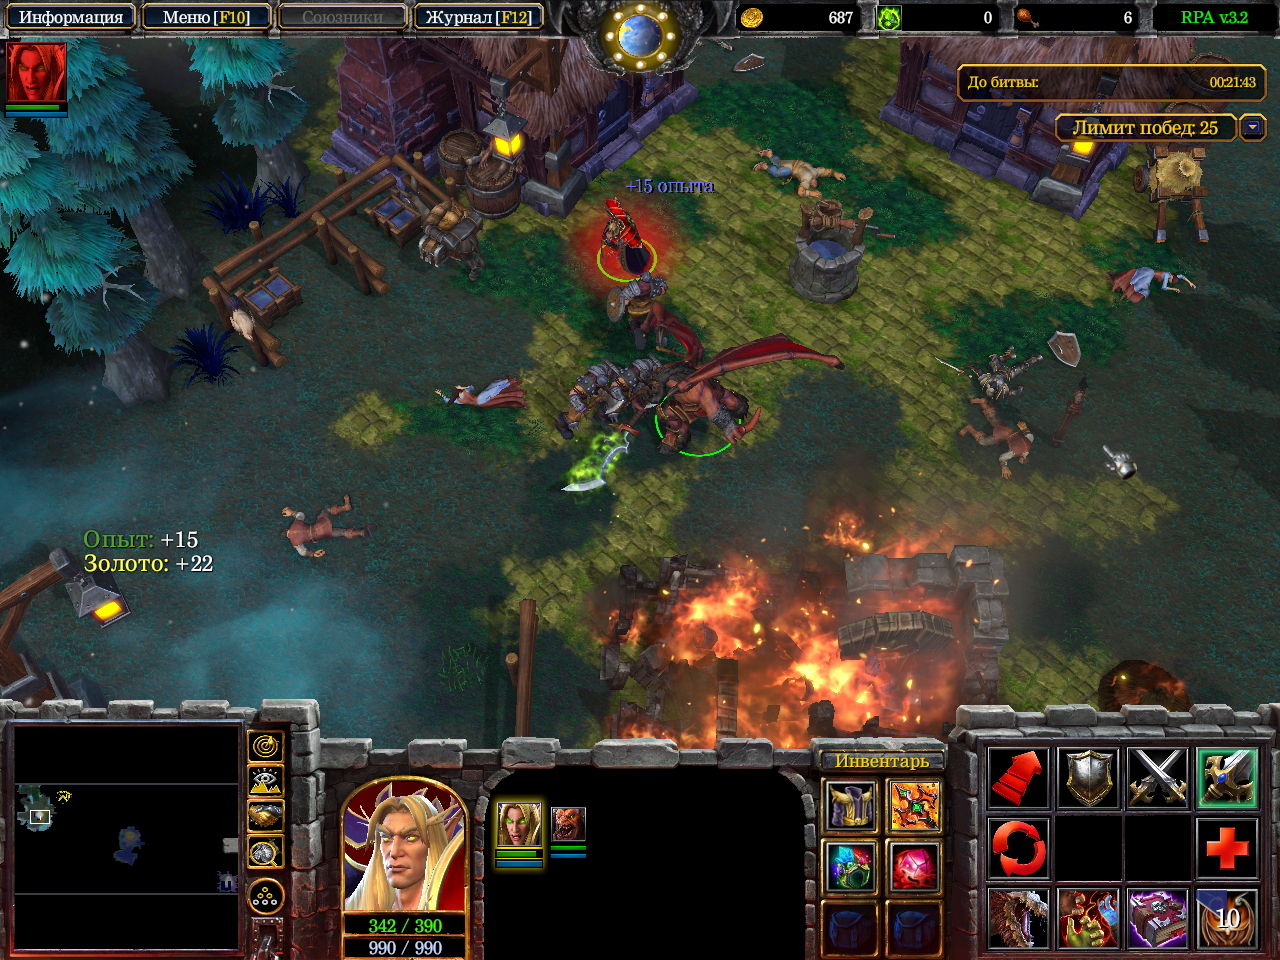 Информация
Меню [F10]
Союзники
Журнал [F12]
687
0
6
RPA v.3.2
До битвы:
00:21:43
Лимит побед: 25
+15 опыта
Опыт: +15
Золото: +22
Инвентарь
342 / 390
990 / 990
10